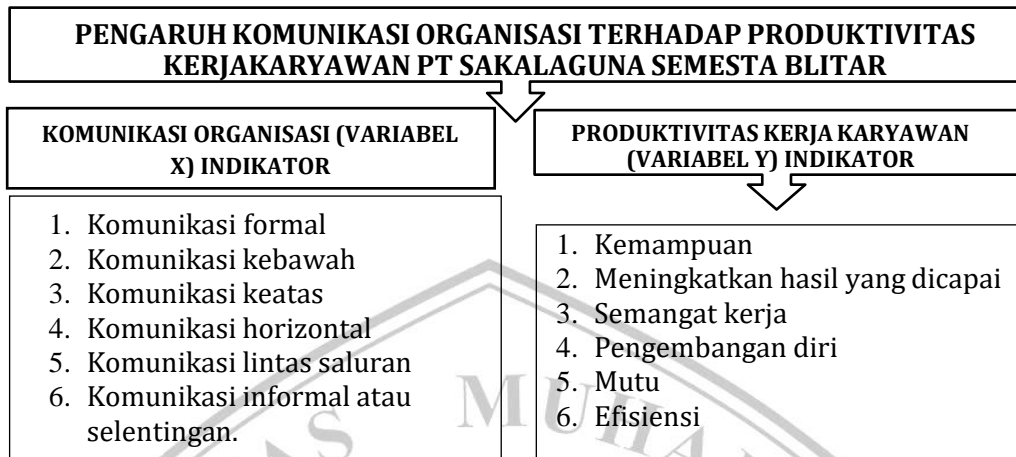 PENGARUH KOMUNIKASI ORGANISASI TERHADAP PRODUKTIVITAS
KERJAKARYAWAN PT SAKALAGUNA SEMESTA BLITAR
KOMUNIKASI ORGANISASI (VARIABEL
X) INDIKATOR
1. Komunikasi formal
2. Komunikasi kebawah
3. Komunikasi keatas
4. Komunikasi horizontal
5. Komunikasi lintas saluran
6. Komunikasi informal atau
selentingan.
PRODUKTIVITAS KERJA KARYAWAN
(VARIABEL Y) INDIKATOR
1. Kemampuan
2. Meningkatkan hasil yang dicapai
3. Semangat kerja
4. Pengembangan diri
5. Mutu
6. Efisiensi